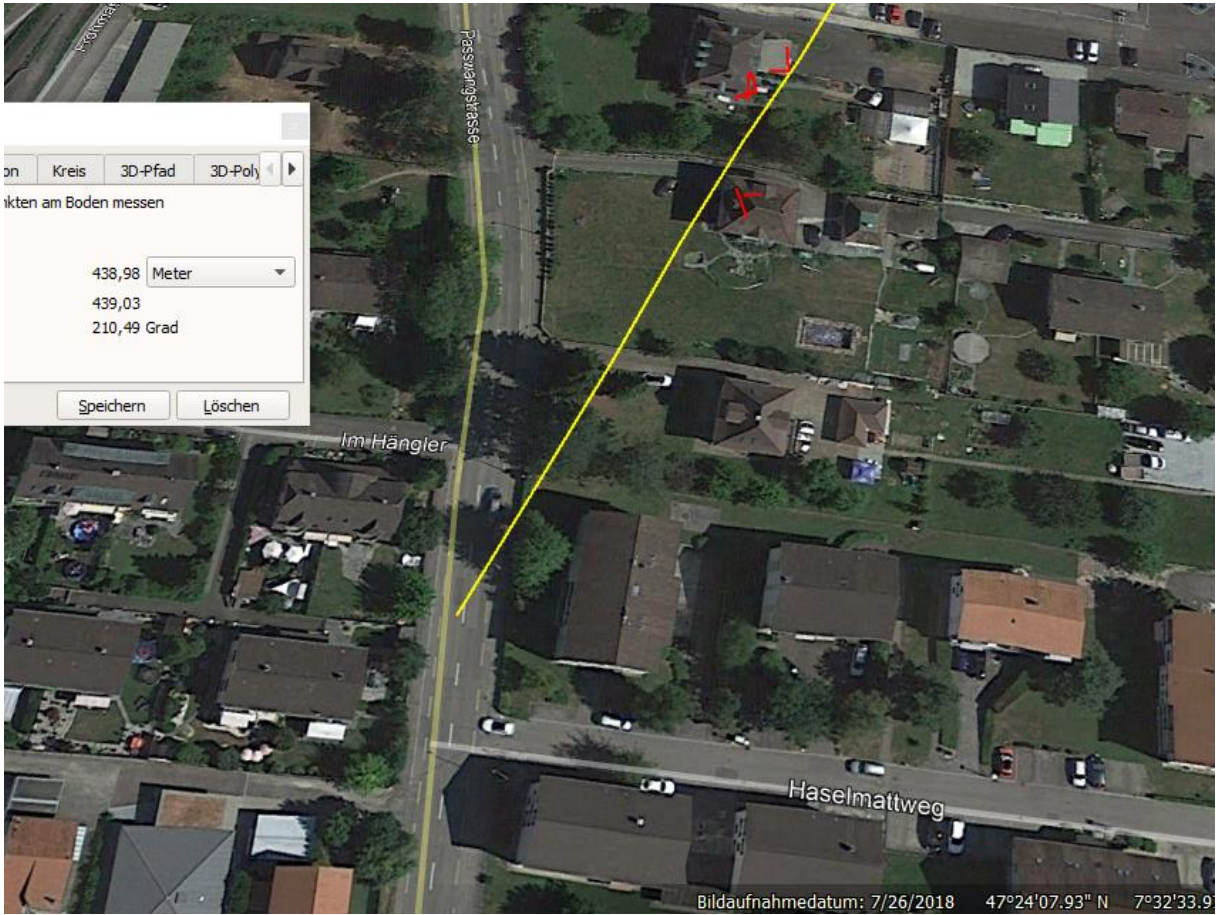 Passwangstrasse
on Kreis 3D-Pfad 3D-Poly
nkten am Boden messen
438,98 Meter
439,03
210,49 Grad
Speichern Löschen
Im Hängler
Haselmattweg
Bildaufnahmedatum: 7/26/2018 47°24'07.93" N 7°32'33.9